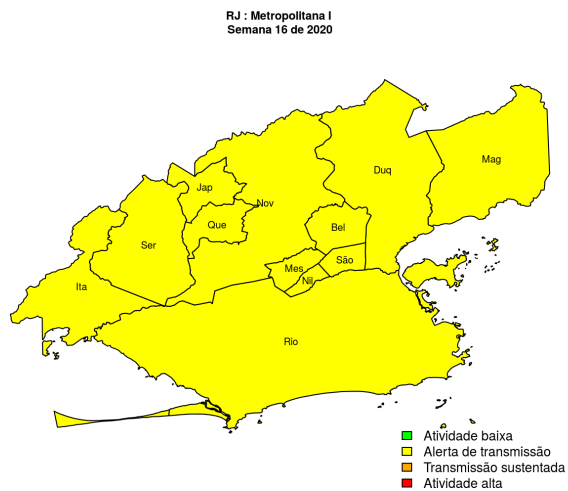 RJ : Metropolitana I
Semana 16 de 2020
Mag
Duq
Jap
Nov
Que
Bel
Ser
São
Mes
Nil
Ita
Rio
Atividade baixa
Alerta de transmissão
Transmissão sustentada
Atividade alta